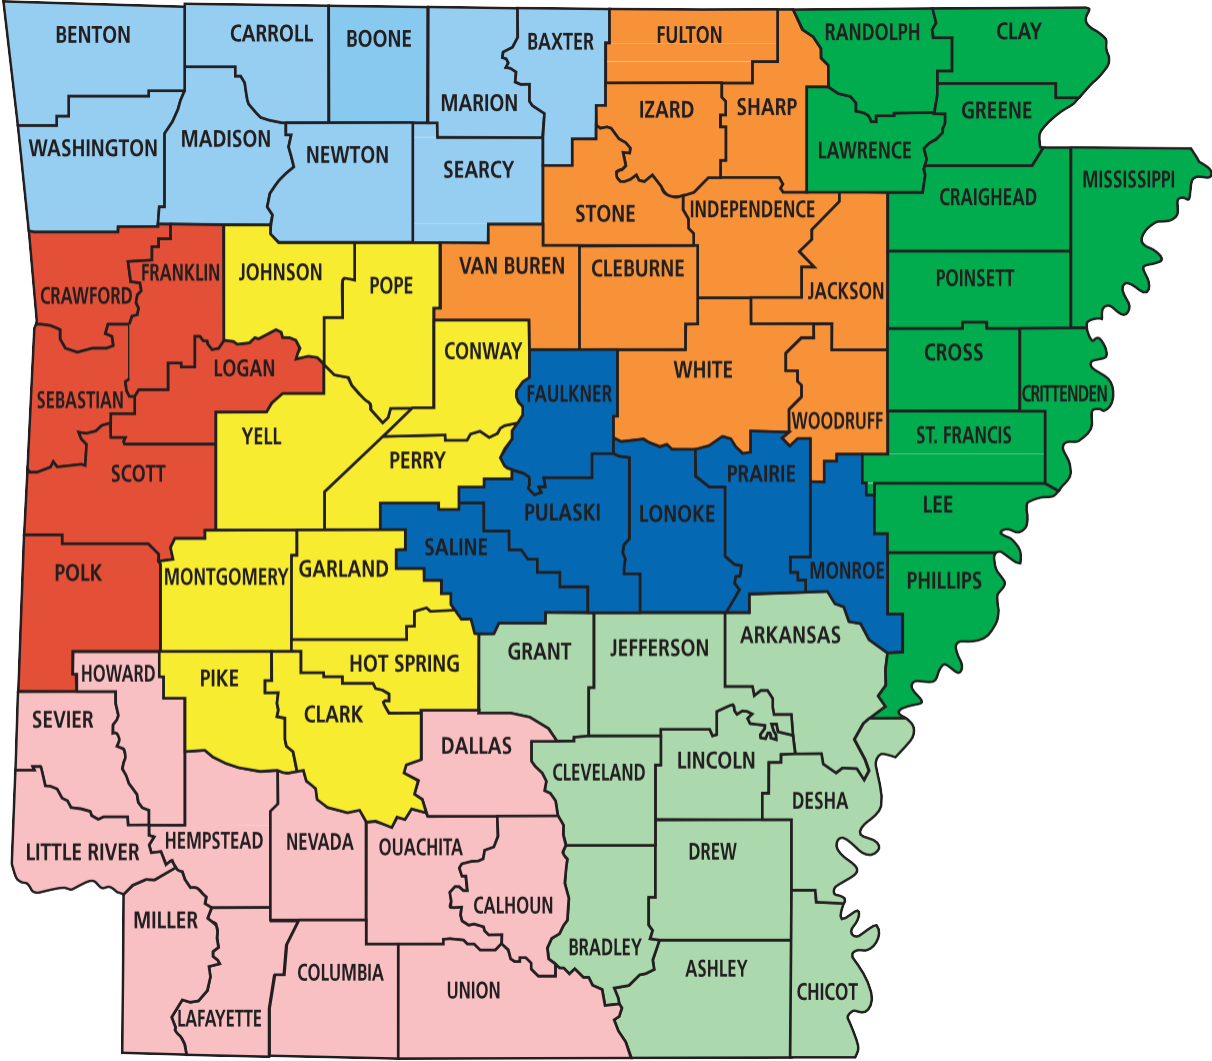 BENTON
CARROLL
BOONE
MARION
BAXTER
FULTON
RANDOLPH
CLAY
WASHINGTON
MADISON
NEWTON
SEARCY
IZARD
SHARP
LAWRENCE
GREENE
STONE
INDEPENDENCE
CRAIGHEAD
MISSISSIPPI
CRAWFORD
FRANKLIN
JOHNSON
POPE
VAN BUREN
CLEBURNE
JACKSON
POINSETT
SEBASTIAN
LOGAN
CONWAY
FAULKNER
WHITE
WOODRUFF
CROSS
CRITTENDEN
SCOTT
YELL
PERRY
PULASKI
LONOKE
PRAIRIE
ST. FRANCIS
LEE
POLK
MONTGOMERY
GARLAND
SALINE
MONROE
PHILLIPS
HOWARD
PIKE
HOT SPRING
CLARK
GRANT
JEFFERSON
ARKANSAS
SEVIER
DALLAS
CLEVELAND
LINCOLN
DESHA
LITTLE RIVER
HEMPSTEAD
NEVADA
OUACHITA
CALHOUN
DREW
MILLER
LAFAYETTE
COLUMBIA
UNION
BRADLEY
ASHLEY
CHICOT